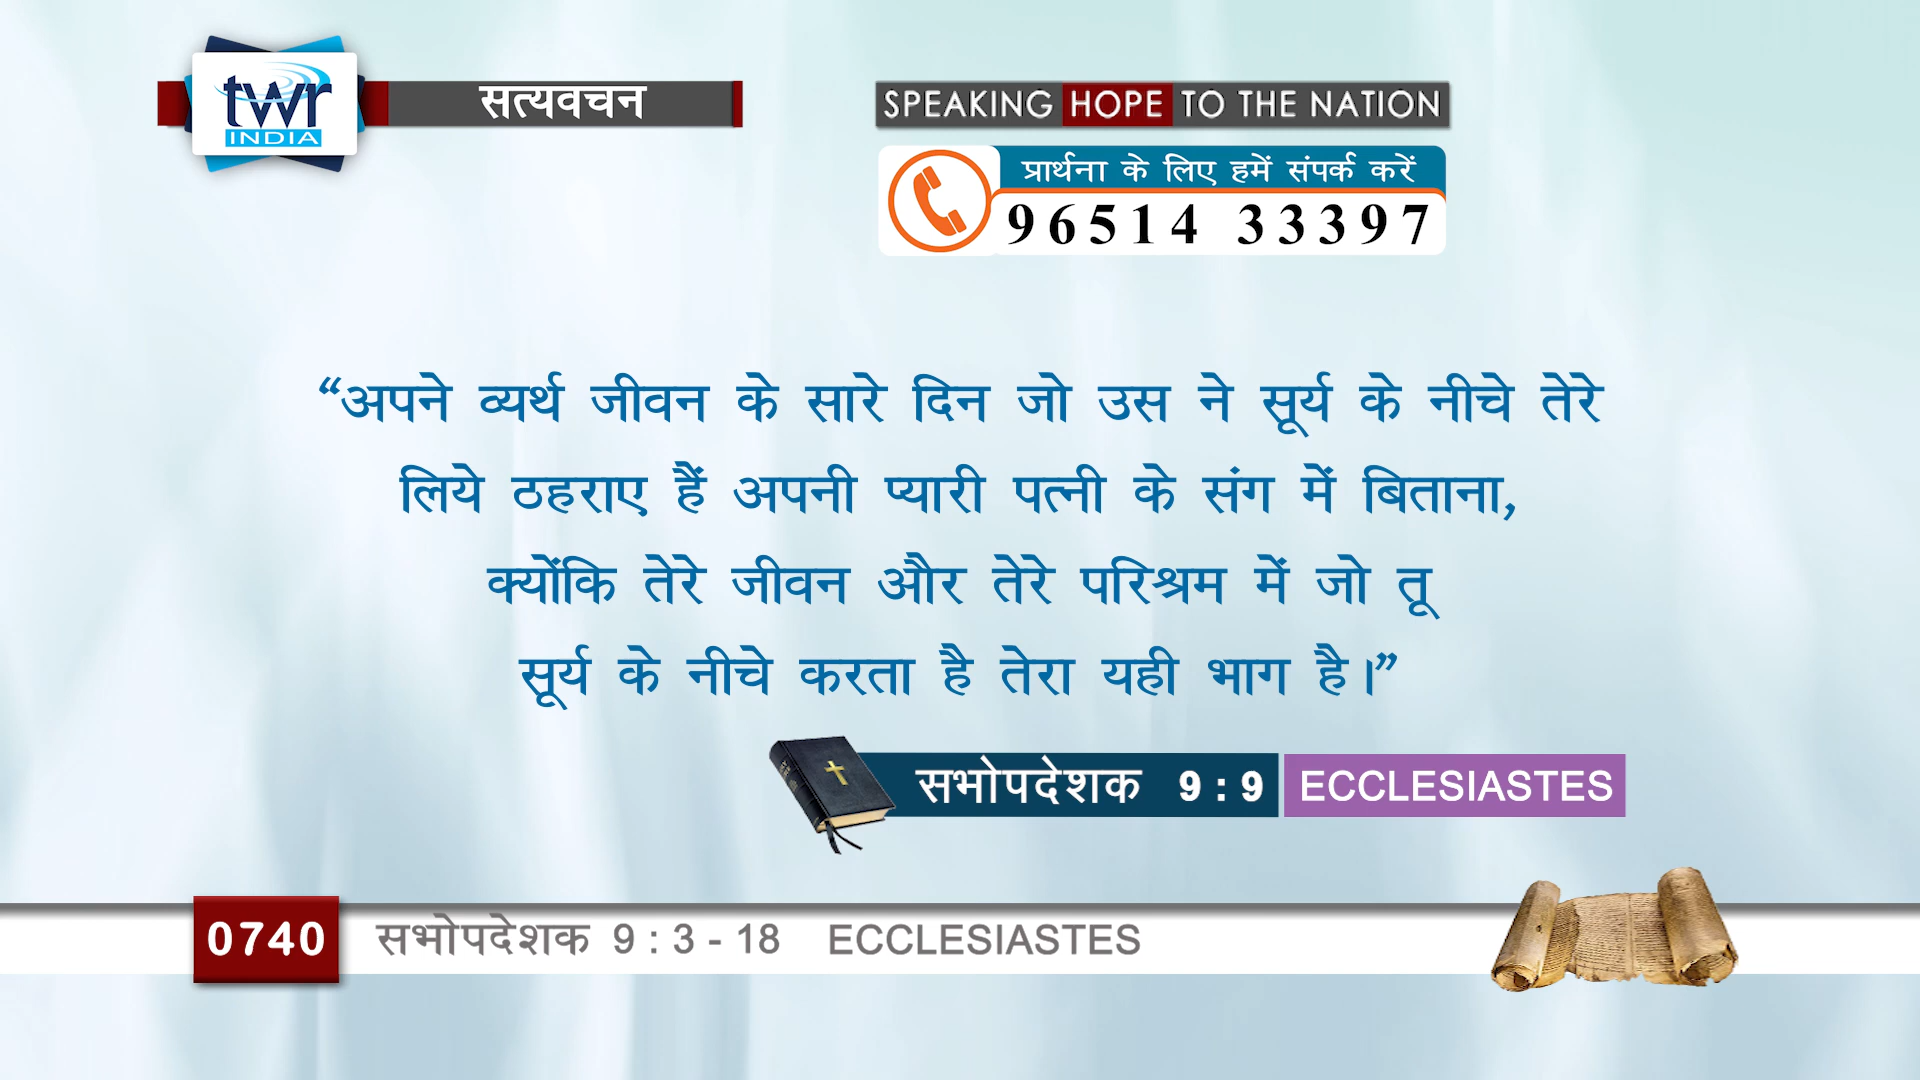 twr
INDIA
सत्यवचन
SPEAKING HOPE TO THE NATION
प्रार्थना के लिए हमें संपर्क करें
96514 33397
“अपने व्यर्थ जीवन के सारे दिन जो उस ने सूर्य के नीचे तेरे
लिये ठहराए हैं अपनी प्यारी पत्नी के संग में बिताना,
क्योंकि तेरे जीवन और तेरे परिश्रम में जो तू
सूर्य के नीचे करता है तेरा यही भाग है।”
सभोपदेशक 9 : 9 ECCLESIASTES
0740 सभोपदेशक 9 : 3 - 18 ECCLESIASTES